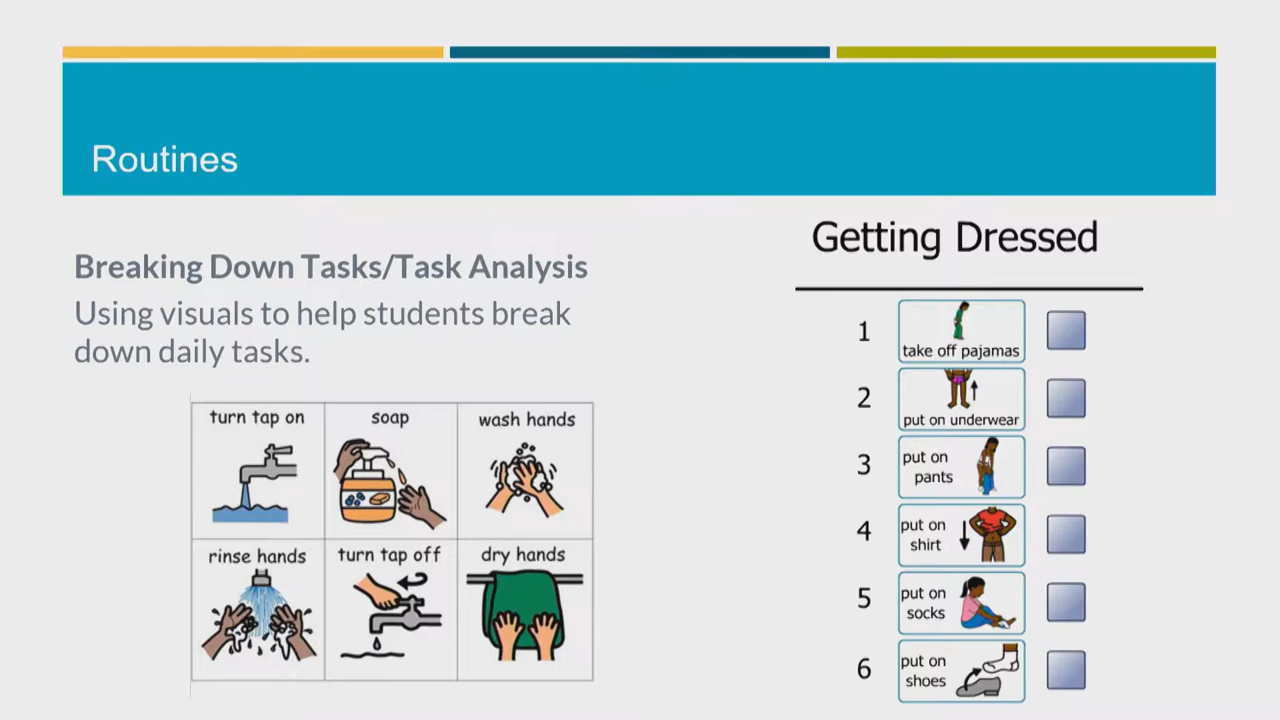 Routines
Breaking Down Tasks/Task Analysis
Using visuals to help students break
down daily tasks.
turn tap on
soap
wash hands
rinse hands
turn tap off
dry hands
Getting Dressed
1
take off pajamas
2
put on underwear
3
put on
pants
4
put on
shirt
5
put on
socks
6
put on
shoes